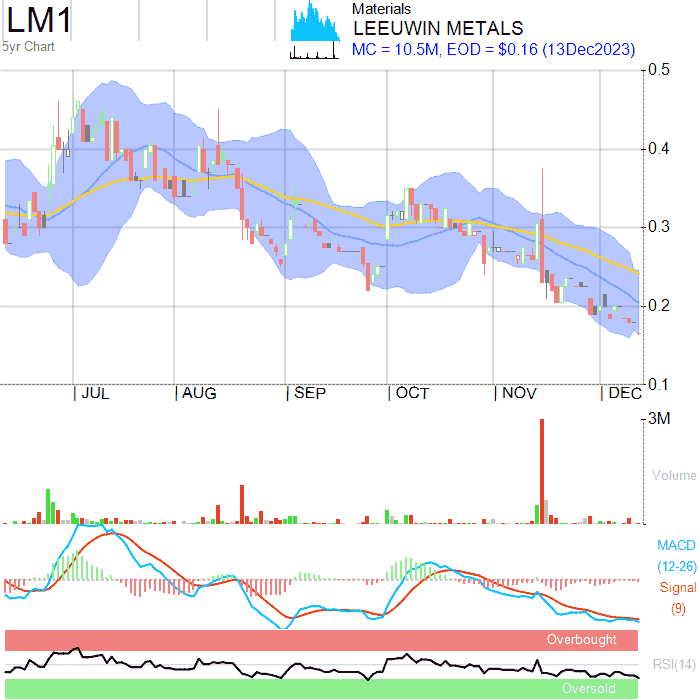 LM1
5yr Chart
Materials
LEEUWIN METALS
MC = 10.5M, EOD = $0.16 (13Dec2023)
0.5
0.4
0.3
0.2
0.1
JUL
AUG
SEP
OCT
NOV
DEC
3M
Volume
MACD
(12-26)
Signal
(9)
Overbought
RSI(14)
Oversold